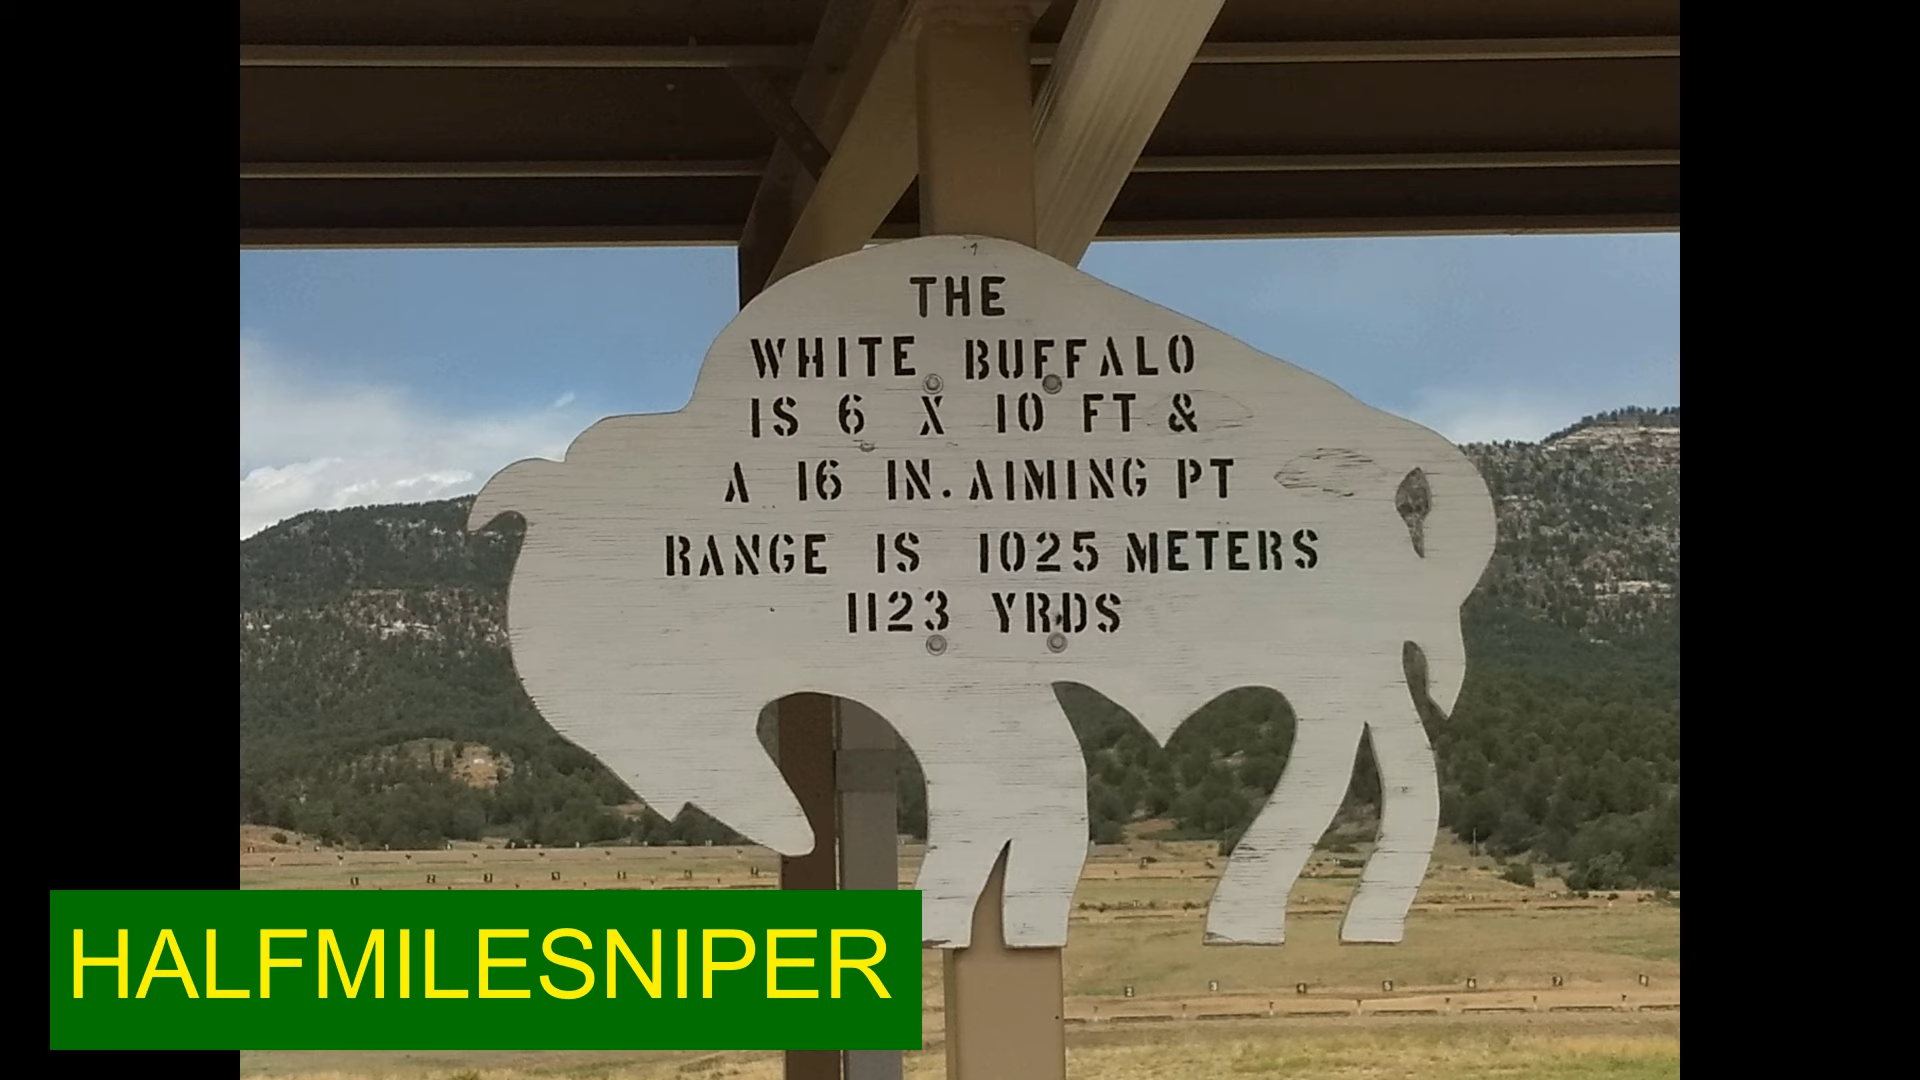 THE
WHITE BUFFALO
IS 6 X 10 FT &
A 16 IN. AIMING PT
RANGE IS 1025 METERS
1123 YRDS
HALFMILESNIPER